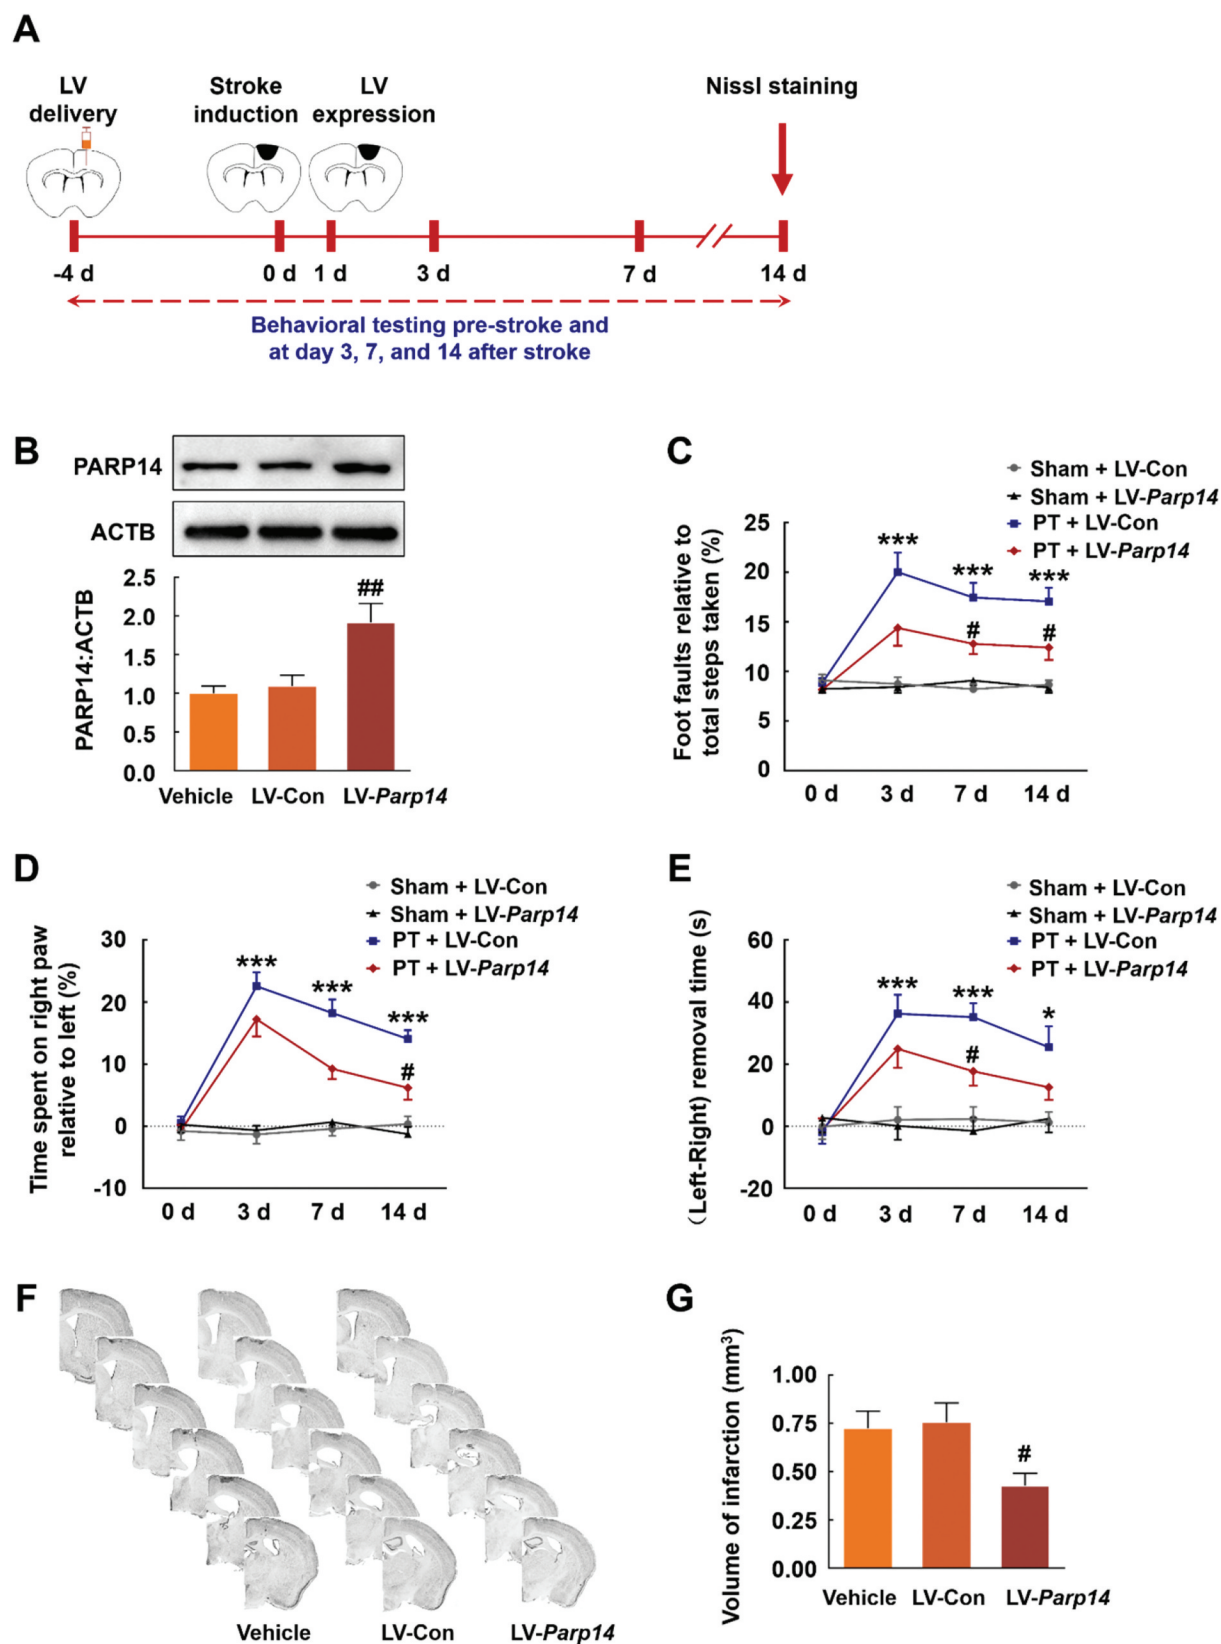 A
LV
delivery
Stroke
induction
LV
expression
Nissl staining
-4 d
0 d
1 d
3 d
7 d
14 d
Behavioral testing pre-stroke and
at day 3, 7, and 14 after stroke
B
PARP14
ACTB
PARP14:ACTB
2.5
2.0
1.5
1.0
0.5
0.0
##
Vehicle
LV-Con
LV-Parp14
C
Sham + LV-Con
Sham + LV-Parp14
PT + LV-Con
PT + LV-Parp14
Foot faults relative to
total steps taken (%)
25
20
15
10
5
0
***
***
***
#
#
0 d
3 d
7 d
14 d
D
Sham + LV-Con
Sham + LV-Parp14
PT + LV-Con
PT + LV-Parp14
Time spent on right paw
relative to left (%)
30
20
10
0
-10
***
***
***
#
0 d
3 d
7 d
14 d
E
Sham + LV-Con
Sham + LV-Parp14
PT + LV-Con
PT + LV-Parp14
(Left-Right) removal time (s)
60
40
20
0
-20
***
***
*
#
0 d
3 d
7 d
14 d
F
Vehicle
LV-Con
LV-Parp14
G
Volume of infarction (mm³)
1.00
0.75
0.50
0.25
0.00
#
Vehicle
LV-Con
LV-Parp14